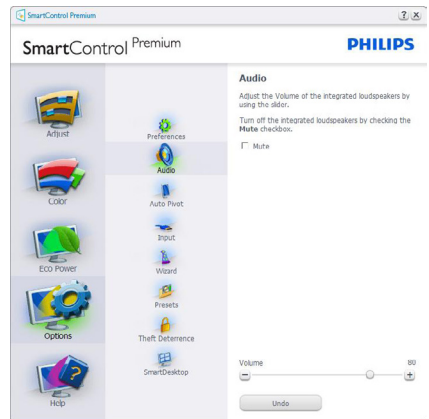 SmartControl Premium
SmartControl Premium
PHILIPS
Adjust
Color
Eco Power
Options
Help
Preferences
Audio
Auto Pivot
Input
Wizard
Presets
Theft Deterrence
SmartDesktop
Audio
Adjust the Volume of the integrated loudspeakers by
using the slider.
Turn off the integrated loudspeakers by checking the
Mute checkbox.
Mute
Volume 80
Undo